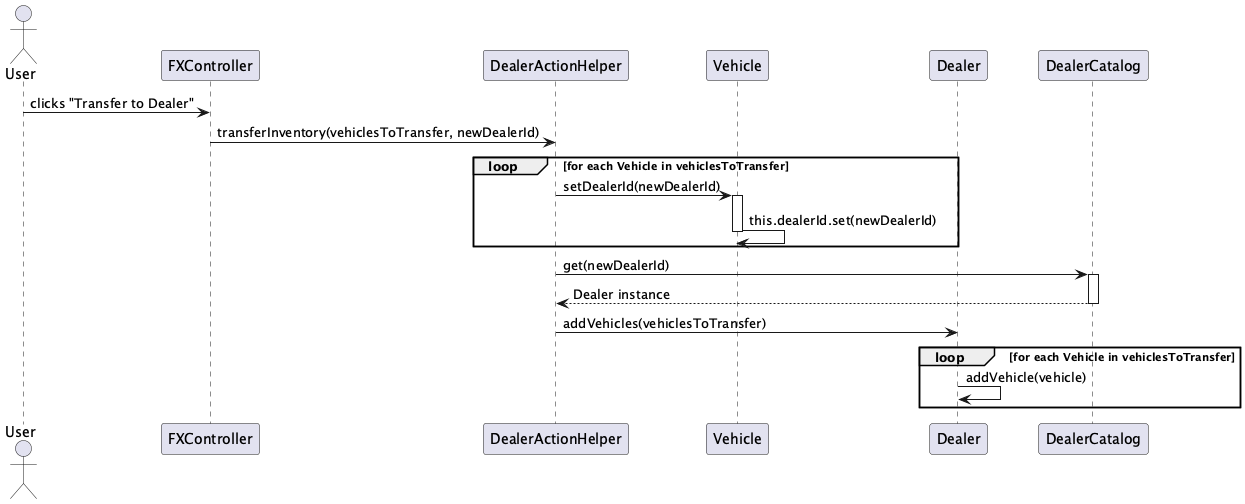 User
FXController
DealerActionHelper
Vehicle
Dealer
DealerCatalog
clicks "Transfer to Dealer"
transferInventory(vehiclesToTransfer, newDealerId)
loop
[for each Vehicle in vehiclesToTransfer]
setDealerId(newDealerId)
this.dealerId.set(newDealerId)
get(newDealerId)
Dealer instance
addVehicles(vehiclesToTransfer)
loop
[for each Vehicle in vehiclesToTransfer]
addVehicle(vehicle)
User
FXController
DealerActionHelper
Vehicle
Dealer
DealerCatalog